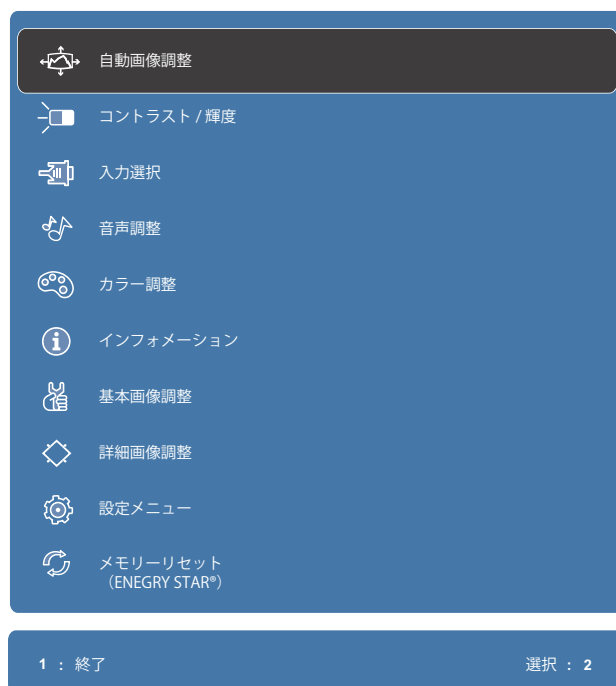 自動画像調整
コントラスト / 輝度
入力選択
音声調整
カラー調整
インフォメーション
基本画像調整
詳細画像調整
設定メニュー
メモリーリセット
（ENEGRY STAR®）
1 : 終了
選択 : 2